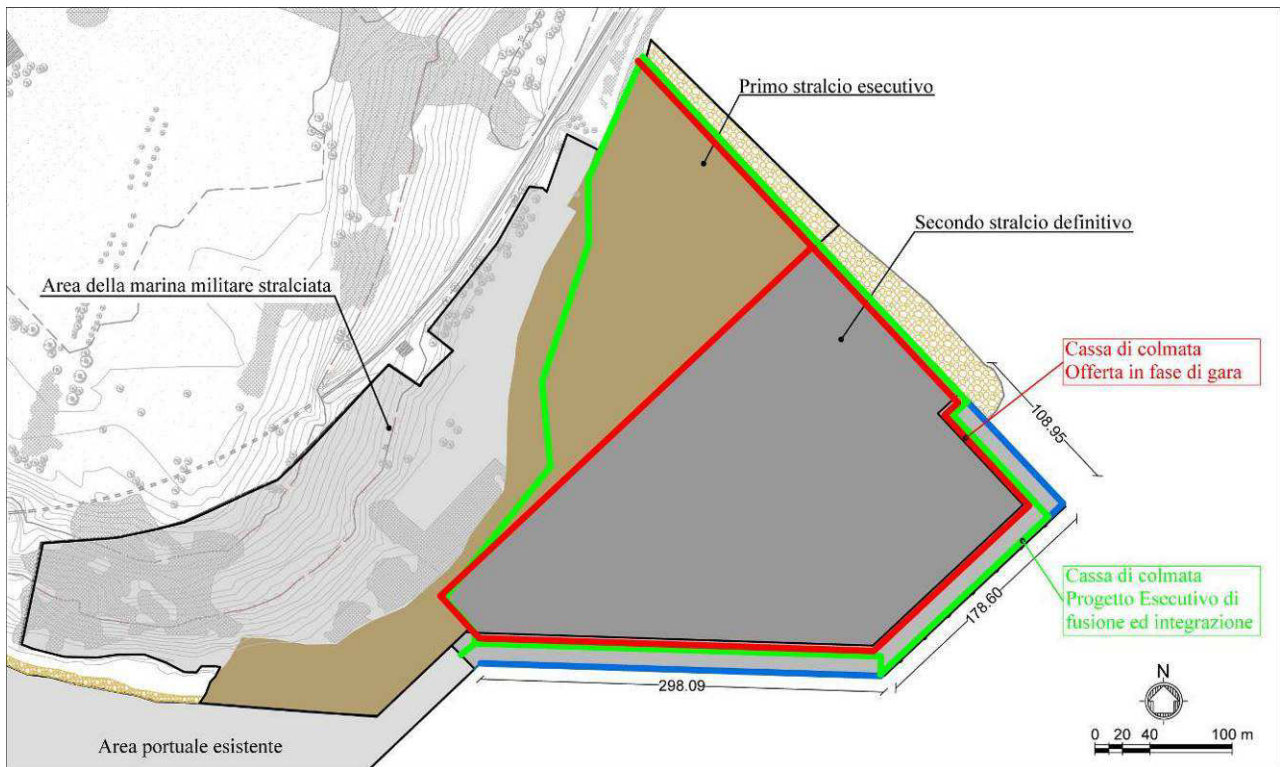 Primo stralcio esecutivo
Secondo stralcio definitivo
Area della marina militare stralciata
Cassa di colmata
Offerta in fase di gara
108.95
Cassa di colmata
Progetto Esecutivo di
fusione ed integrazione
178.60
298.09
N
Area portuale esistente
0 20 40 100 m